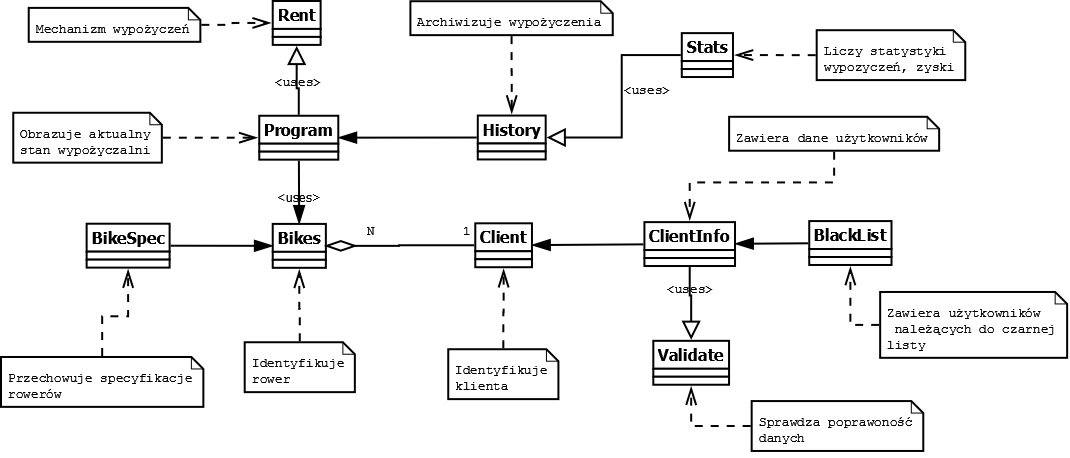 Rent
Mechanizm wypożyczeń
Archiwizuje wypożyczenia
Stats
Liczy statystyki
wypozyczeń, zyski
<uses>
<uses>
Obrazuje aktualny
stan wypożyczalni
Program
History
Zawiera dane użytkowników
<uses>
BikeSpec
Bikes
N
1
Client
ClientInfo
BlackList
<uses>
Zawiera użytkowników
należących do czarnej
listy
Validate
Przechowuje specyfikacje
rowerów
Identyfikuje
rower
Identyfikuje
klienta
Sprawdza poprawoność
danych